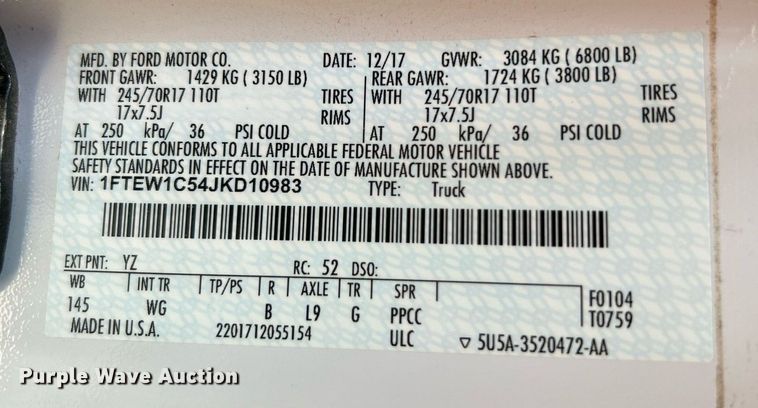 MFD. BY FORD MOTOR CO. DATE: 12/17 GVWR: 3084 KG ( 6800 LB)
FRONT GAWR: 1429 KG ( 3150 LB) REAR GAWR: 1724 KG ( 3800 LB)
WITH 245/70R17 110T TIRES WITH 245/70R17 110T TIRES
17x7.5J RIMS 17x7.5J RIMS
AT 250 kPa/ 36 PSI COLD AT 250 kPa/ 36 PSI COLD
THIS VEHICLE CONFORMS TO ALL APPLICABLE FEDERAL MOTOR VEHICLE
SAFETY STANDARDS IN EFFECT ON THE DATE OF MANUFACTURE SHOWN ABOVE.
VIN: 1FTEW1C54JKD10983 TYPE: Truck
EXT PNT: YZ RC: 52 DSO:
WB INT TR TP/PS R AXLE TR SPR F0104
145 WG B L9 G PPCC T0759
MADE IN U.S.A. 2201712055154 ULC ▽ 5U5A-3520472-AA
Purple Wave Auction